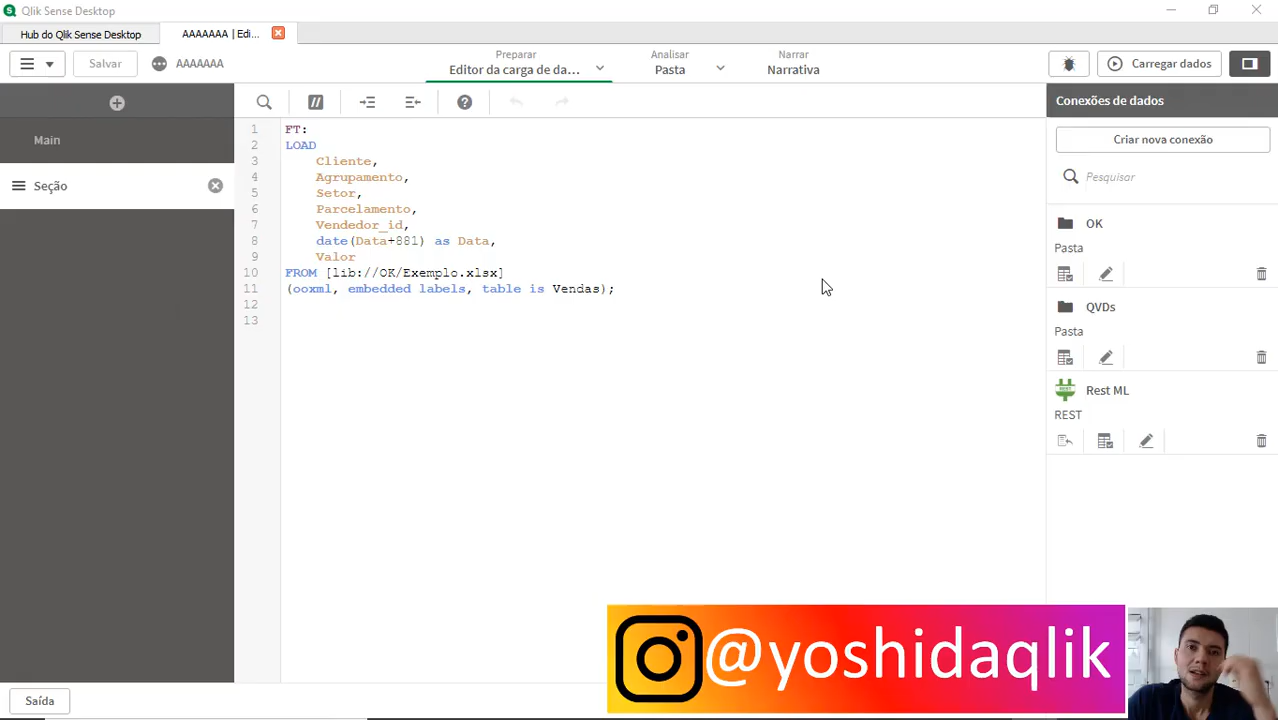 Qlik Sense Desktop
Hub do Qlik Sense Desktop
AAAAAAA | Edi...
Salvar
AAAAAAA
Preparar
Editor da carga de da...
Analisar
Pasta
Narrar
Narrativa
Carregar dados
Main
Seção
1 FT:
2 LOAD
3 Cliente,
4 Agrupamento,
5 Setor,
6 Parcelamento,
7 Vendedor_id,
8 date(Data+881) as Data,
9 Valor
10 FROM [lib://OK/Exemplo.xlsx]
11 (ooxml, embedded labels, table is Vendas);
12
13
Conexões de dados
Criar nova conexão
Pesquisar
OK
Pasta
QVDs
Pasta
REST
Rest ML
REST
@yoshidaqlik
Saída